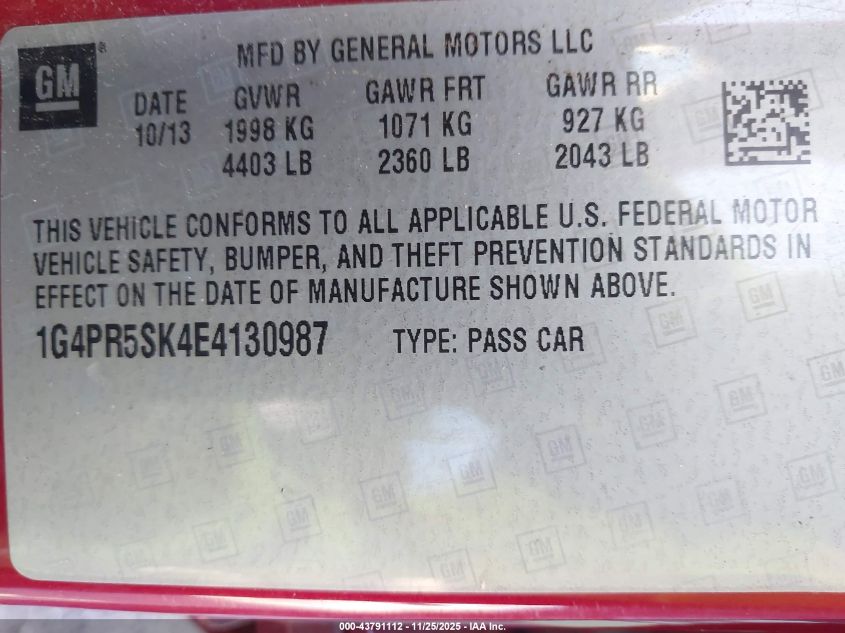 GM®
MFD BY GENERAL MOTORS LLC
DATE GVWR GAWR FRT GAWR RR
10/13 1998 KG 1071 KG 927 KG
4403 LB 2360 LB 2043 LB
THIS VEHICLE CONFORMS TO ALL APPLICABLE U.S. FEDERAL MOTOR
VEHICLE SAFETY, BUMPER, AND THEFT PREVENTION STANDARDS IN
EFFECT ON THE DATE OF MANUFACTURE SHOWN ABOVE.
1G4PR5SK4E4130987 TYPE: PASS CAR
000-43791112 - 11/25/2025 - IAA Inc.